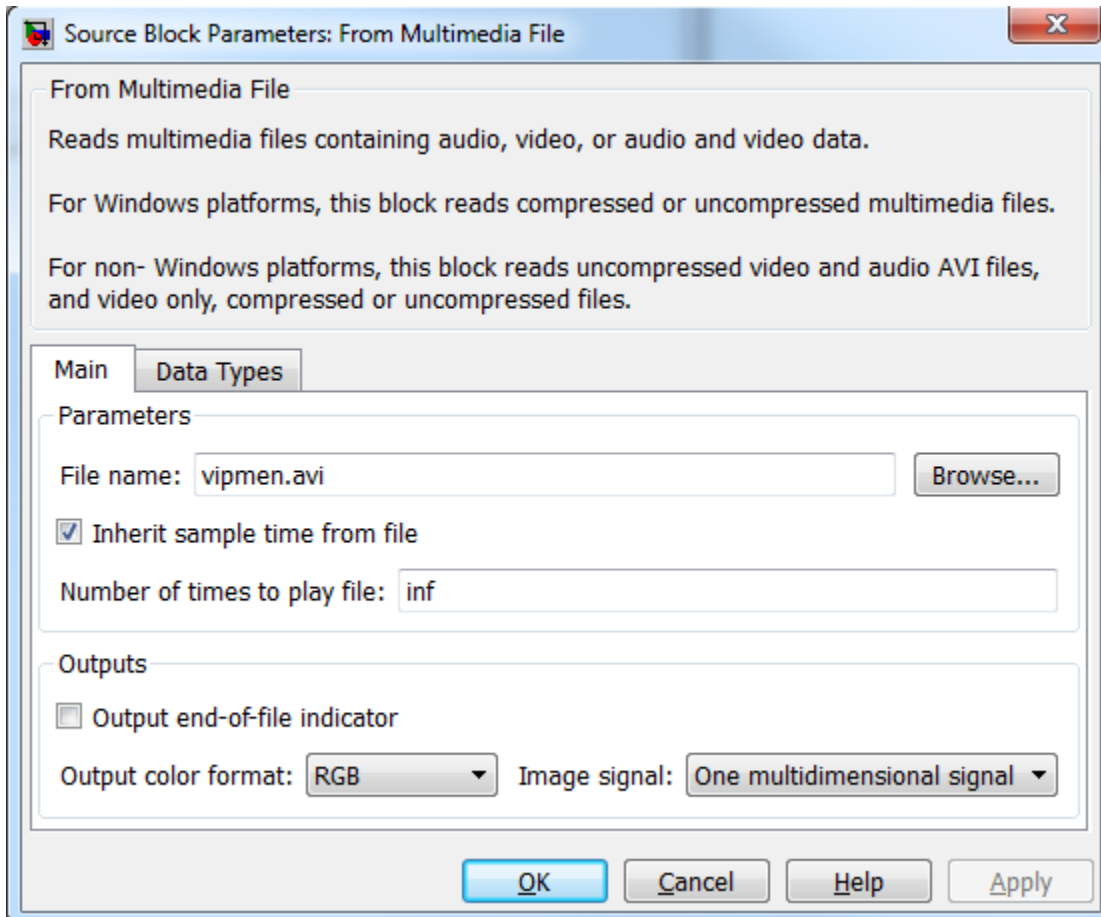 Source Block Parameters: From Multimedia File
From Multimedia File
Reads multimedia files containing audio, video, or audio and video data.
For Windows platforms, this block reads compressed or uncompressed multimedia files.
For non- Windows platforms, this block reads uncompressed video and audio AVI files,
and video only, compressed or uncompressed files.
Main Data Types
Parameters
File name: vipmen.avi Browse...
Inherit sample time from file
Number of times to play file: inf
Outputs
Output end-of-file indicator
Output color format: RGB Image signal: One multidimensional signal
OK Cancel Help Apply